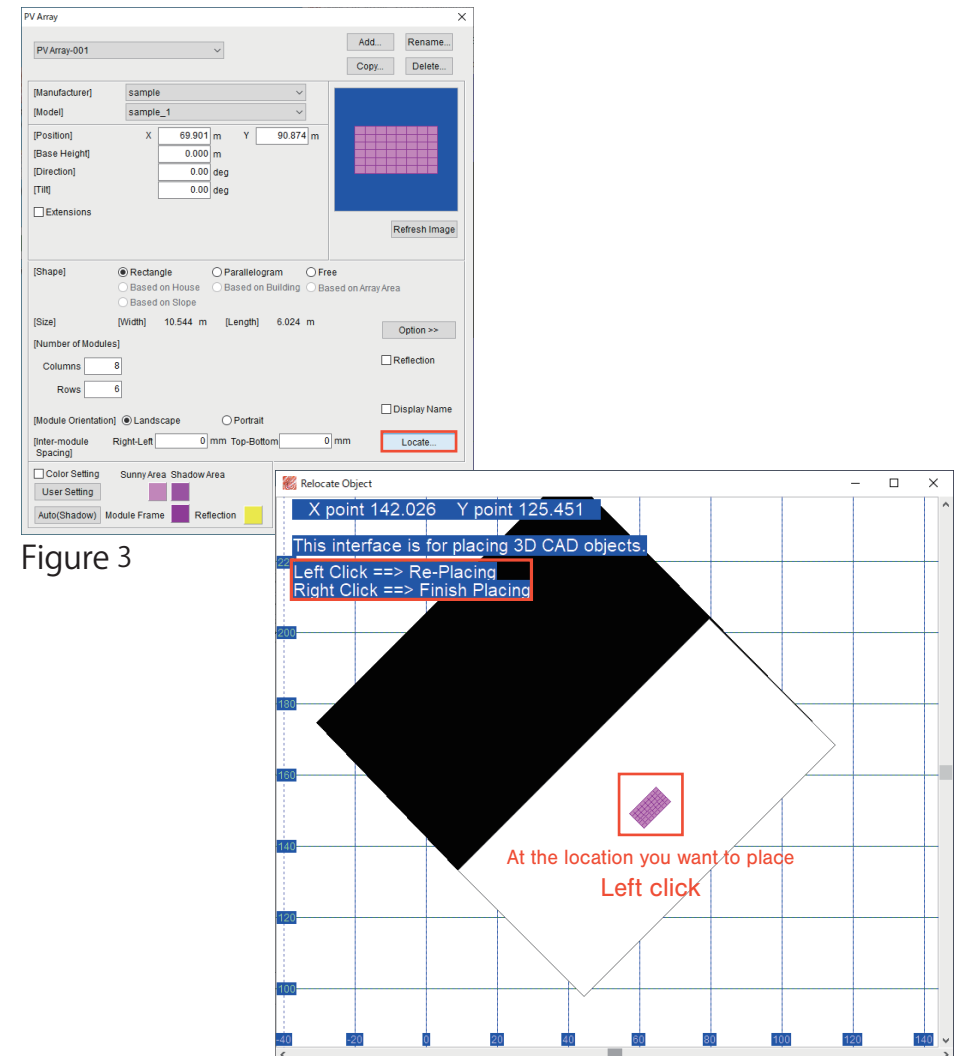 PV Array
PV Array-001
Add... Rename...
Copy... Delete...
[Manufacturer] sample
[Model] sample_1
[Position] X 69.901 m Y 90.874 m
[Base Height] 0.000 m
[Direction] 0.00 deg
[Tilt] 0.00 deg
Extensions
Refresh Image
[Shape] Rectangle Parallelogram Free
Based on House Based on Building Based on Array Area
Based on Slope
[Size] [Width] 10.544 m [Length] 6.024 m
Option >>
[Number of Modules]
Columns 8
Reflection
Rows 6
Display Name
[Module Orientation] Landscape Portrait
[Inter-module Spacing] Right-Left 0 mm Top-Bottom 0 mm
Locate...
Color Setting Sunny Area Shadow Area
User Setting
Auto(Shadow) Module Frame Reflection
Figure 3
Relocate Object
X point 142.026 Y point 125.451
This interface is for placing 3D CAD objects.
Left Click ==> Re-Placing
Right Click ==> Finish Placing
200
180
160
140
At the location you want to place
Left click
120
100
-40 -20 0 20 40 60 80 100 120 140